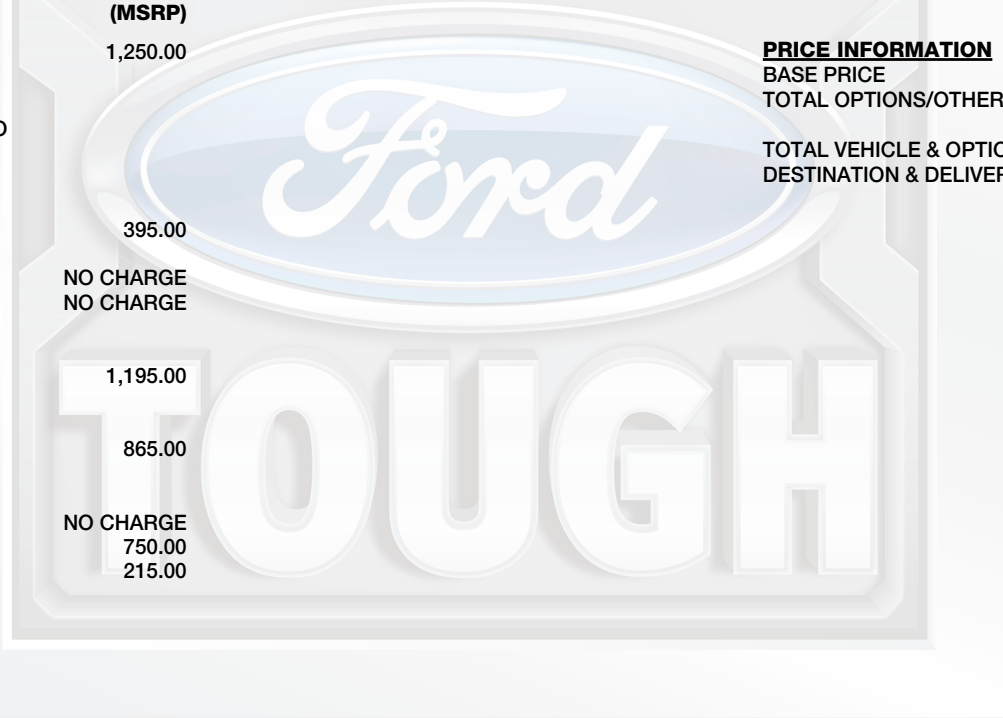 (MSRP)
1,250.00
395.00
NO CHARGE
NO CHARGE
1,195.00
865.00
NO CHARGE
750.00
215.00
PRICE INFORMATION
BASE PRICE
TOTAL OPTIONS/OTHER
TOTAL VEHICLE & OPTIO
DESTINATION & DELIVER
Ford
TOUGH